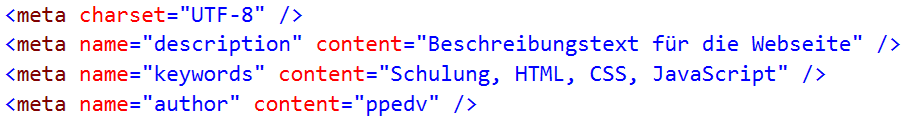 <meta charset="UTF-8" />
<meta name="description" content="Beschreibungstext für die Webseite" />
<meta name="keywords" content="Schulung, HTML, CSS, JavaScript" />
<meta name="author" content="ppedv" />